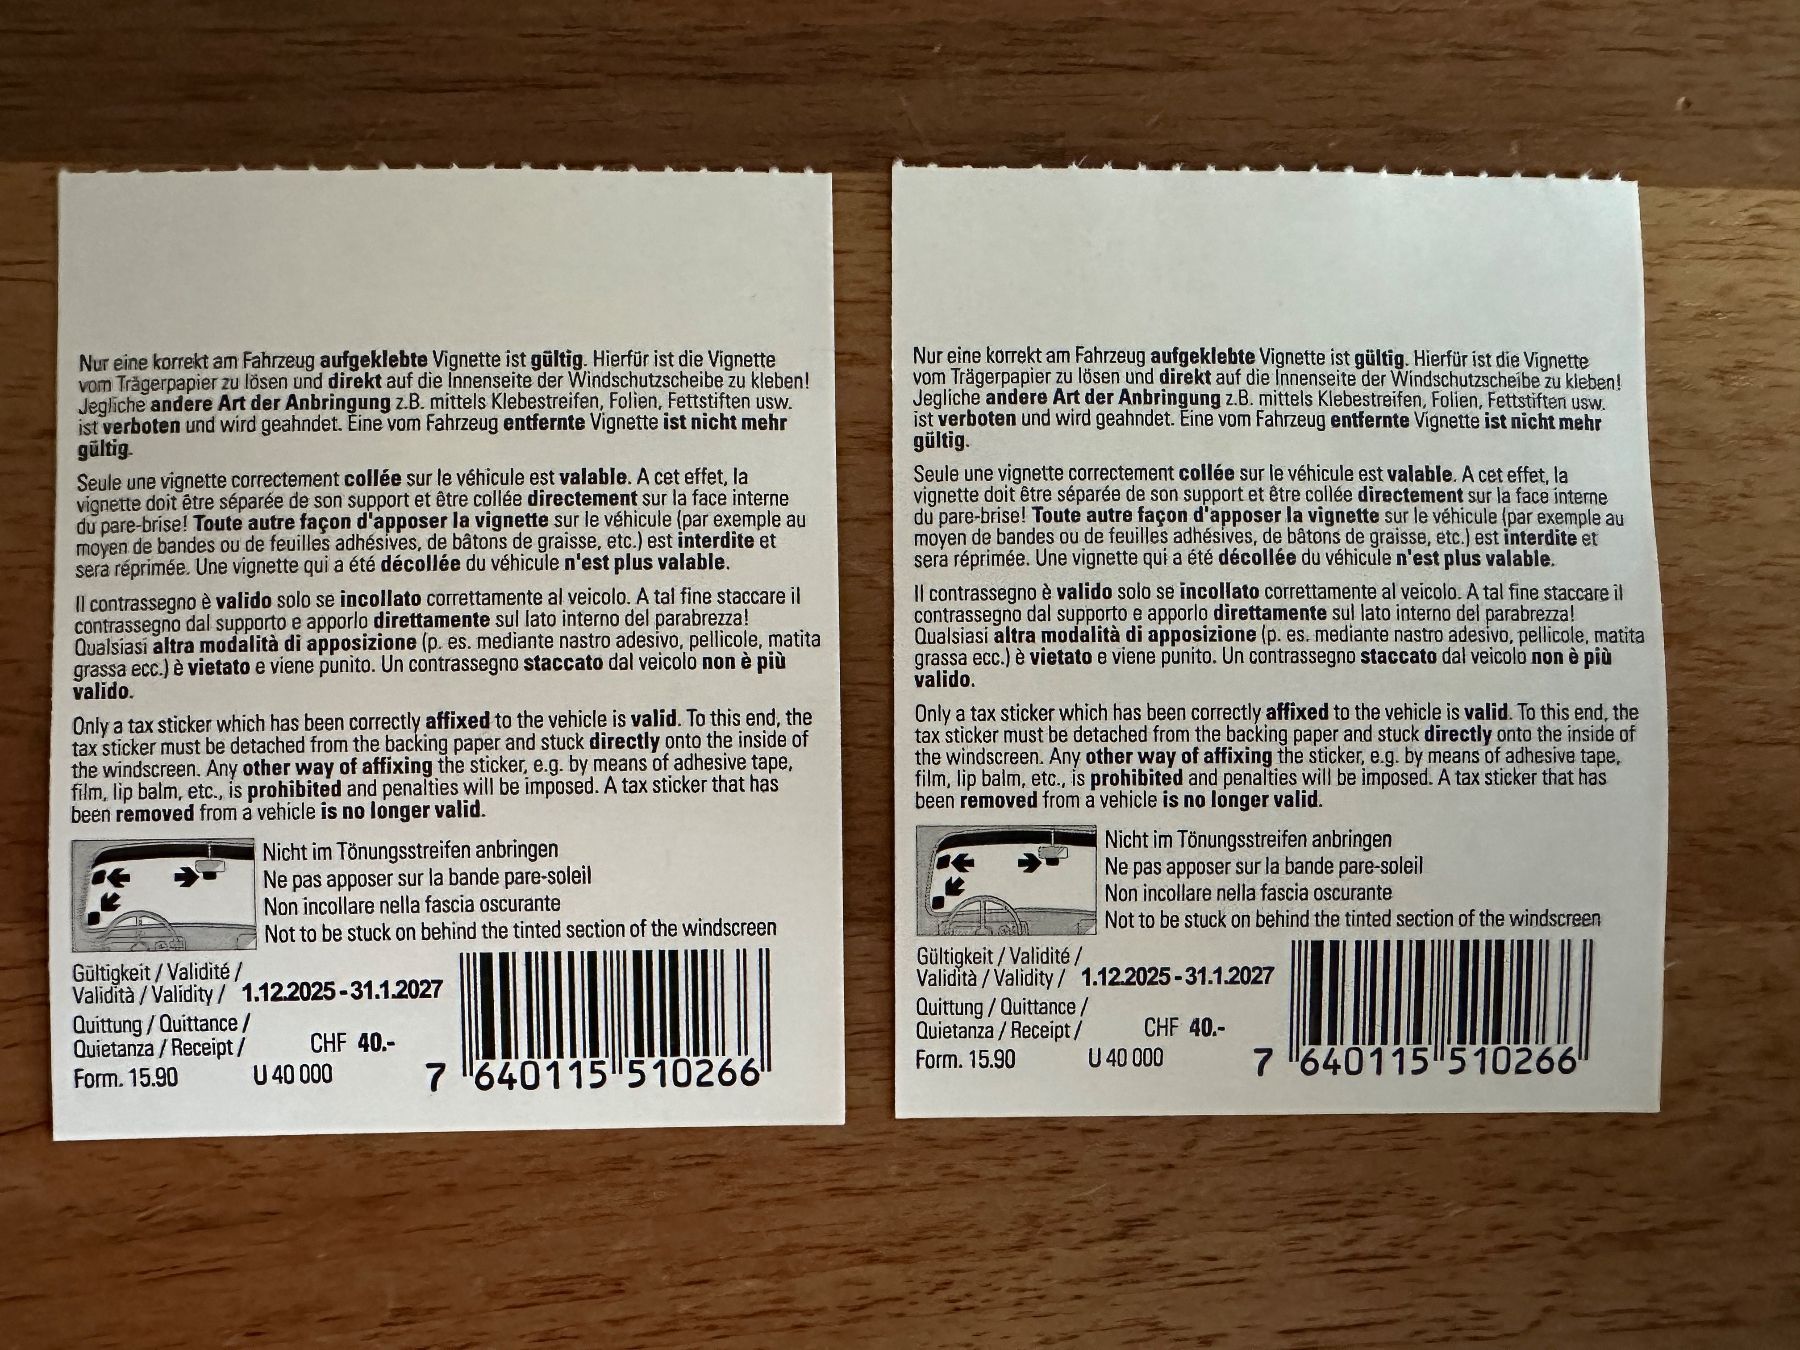 Nur eine korrekt am Fahrzeug aufgeklebte Vignette ist gültig. Hierfür ist die Vignette
vom Trägerpapier zu lösen und direkt auf die Innenseite der Windschutzscheibe zu kleben!
Jegliche andere Art der Anbringung z.B. mittels Klebestreifen, Folien, Fettstiften usw.
ist verboten und wird geahndet. Eine vom Fahrzeug entfernte Vignette ist nicht mehr
gültig.
Seule une vignette correctement collée sur le véhicule est valable. A cet effet, la
vignette doit être séparée de son support et être collée directement sur la face interne
du pare-brise! Toute autre façon d'apposer la vignette sur le véhicule (par exemple au
moyen de bandes ou de feuilles adhésives, de bâtons de graisse, etc.) est interdite et
sera réprimée. Une vignette qui a été décollée du véhicule n'est plus valable.
Il contrassegno è valido solo se incollato correttamente al veicolo. A tal fine staccare il
contrassegno dal supporto e apporlo direttamente sul lato interno del parabrezza!
Qualsiasi altra modalità di apposizione (p. es. mediante nastro adesivo, pellicole, matita
grassa ecc.) è vietato e viene punito. Un contrassegno staccato dal veicolo non è più
valido.
Only a tax sticker which has been correctly affixed to the vehicle is valid. To this end, the
tax sticker must be detached from the backing paper and stuck directly onto the inside of
the windscreen. Any other way of affixing the sticker, e.g. by means of adhesive tape,
film, lip balm, etc., is prohibited and penalties will be imposed. A tax sticker that has
been removed from a vehicle is no longer valid.
Nicht im Tönungsstreifen anbringen
Ne pas apposer sur la bande pare-soleil
Non incollare nella fascia oscurante
Not to be stuck on behind the tinted section of the windscreen
Gültigkeit / Validité /
Validità / Validity / 1.12.2025 - 31.1.2027
Quittung / Quittance /
Quietanza / Receipt / CHF 40.-
Form. 15.90 U 40 000
7 640115 510266
Nur eine korrekt am Fahrzeug aufgeklebte Vignette ist gültig. Hierfür ist die Vignette
vom Trägerpapier zu lösen und direkt auf die Innenseite der Windschutzscheibe zu kleben!
Jegliche andere Art der Anbringung z.B. mittels Klebestreifen, Folien, Fettstiften usw.
ist verboten und wird geahndet. Eine vom Fahrzeug entfernte Vignette ist nicht mehr
gültig.
Seule une vignette correctement collée sur le véhicule est valable. A cet effet, la
vignette doit être séparée de son support et être collée directement sur la face interne
du pare-brise! Toute autre façon d'apposer la vignette sur le véhicule (par exemple au
moyen de bandes ou de feuilles adhésives, de bâtons de graisse, etc.) est interdite et
sera réprimée. Une vignette qui a été décollée du véhicule n'est plus valable.
Il contrassegno è valido solo se incollato correttamente al veicolo. A tal fine staccare il
contrassegno dal supporto e apporlo direttamente sul lato interno del parabrezza!
Qualsiasi altra modalità di apposizione (p. es. mediante nastro adesivo, pellicole, matita
grassa ecc.) è vietato e viene punito. Un contrassegno staccato dal veicolo non è più
valido.
Only a tax sticker which has been correctly affixed to the vehicle is valid. To this end, the
tax sticker must be detached from the backing paper and stuck directly onto the inside of
the windscreen. Any other way of affixing the sticker, e.g. by means of adhesive tape,
film, lip balm, etc., is prohibited and penalties will be imposed. A tax sticker that has
been removed from a vehicle is no longer valid.
Nicht im Tönungsstreifen anbringen
Ne pas apposer sur la bande pare-soleil
Non incollare nella fascia oscurante
Not to be stuck on behind the tinted section of the windscreen
Gültigkeit / Validité /
Validità / Validity / 1.12.2025 - 31.1.2027
Quittung / Quittance /
Quietanza / Receipt / CHF 40.-
Form. 15.90 U 40 000
7 640115 510266